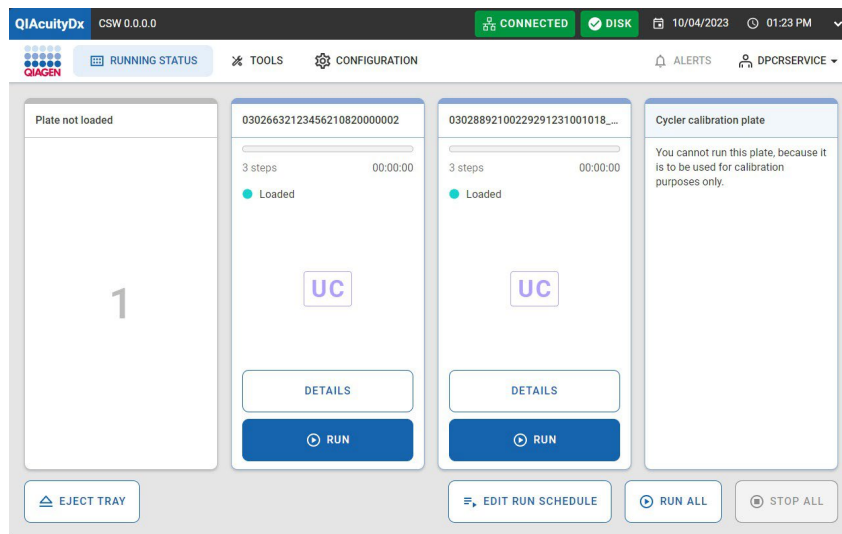 QIAcuityDx CSW 0.0.0.0 CONNECTED DISK 10/04/2023 01:23 PM
QIAGEN RUNNING STATUS TOOLS CONFIGURATION ALERTS DPCRSERVICE
Plate not loaded
1
03026632123456210820000002
3 steps 00:00:00
Loaded
UC
DETAILS
RUN
03028892100229291231001018_...
3 steps 00:00:00
Loaded
UC
DETAILS
RUN
Cycler calibration plate
You cannot run this plate, because it
is to be used for calibration
purposes only.
EJECT TRAY EDIT RUN SCHEDULE RUN ALL STOP ALL